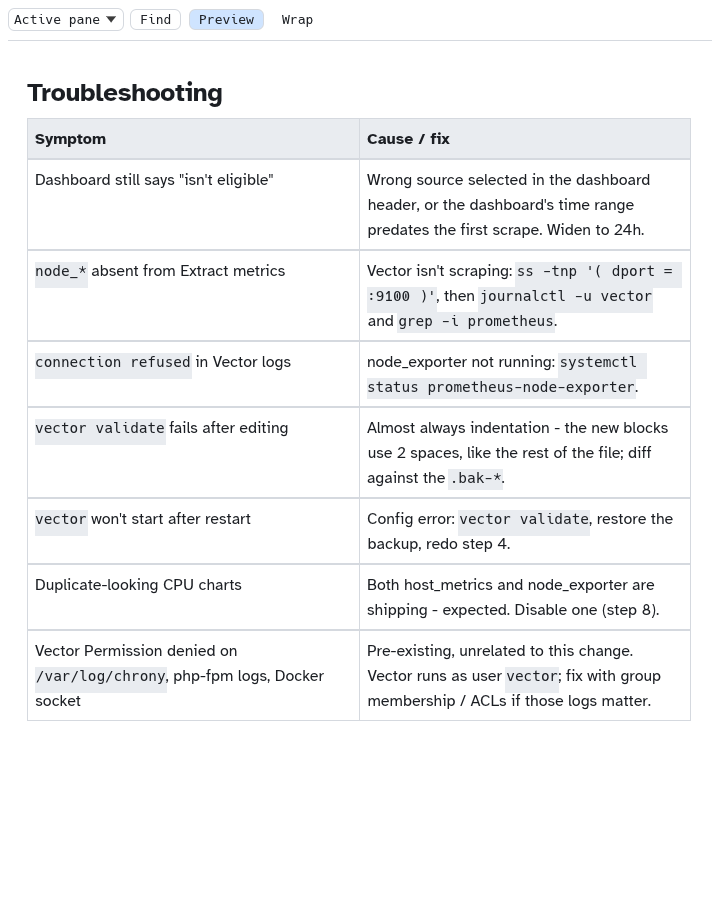 Active pane Find Preview Wrap
Troubleshooting
Symptom Cause / fix
Dashboard still says "isn't eligible" Wrong source selected in the dashboard
header, or the dashboard's time range
predates the first scrape. Widen to 24h.
node_* absent from Extract metrics Vector isn't scraping: ss -tnp '( dport =
:9100 )', then journalctl -u vector
and grep -i prometheus.
connection refused in Vector logs node_exporter not running: systemctl
status prometheus-node-exporter.
vector validate fails after editing Almost always indentation - the new blocks
use 2 spaces, like the rest of the file; diff
against the .bak-*.
vector won't start after restart Config error: vector validate, restore the
backup, redo step 4.
Duplicate-looking CPU charts Both host_metrics and node_exporter are
shipping - expected. Disable one (step 8).
Vector Permission denied on Pre-existing, unrelated to this change.
/var/log/chrony, php-fpm logs, Docker Vector runs as user vector; fix with group
socket membership / ACLs if those logs matter.